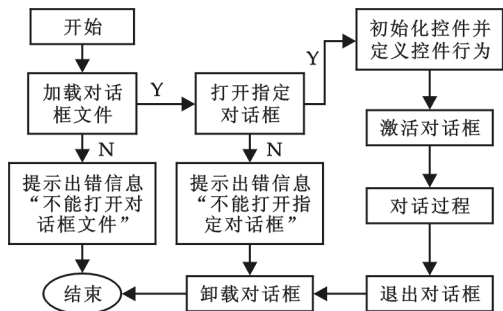 开始
加载对话
框文件
Y
打开指定
对话框
Y
初始化控件并
定义控件行为
激活对话框
N
N
提示出错信息
“不能打开对
话框文件”
提示出错信息
“不能打开指
定对话框”
对话过程
结束
卸载对话框
退出对话框